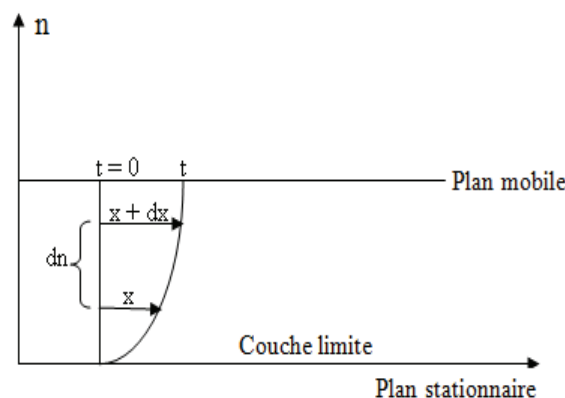 n
t = 0
t
Plan mobile
x + dx
dn
x
Couche limite
Plan stationnaire